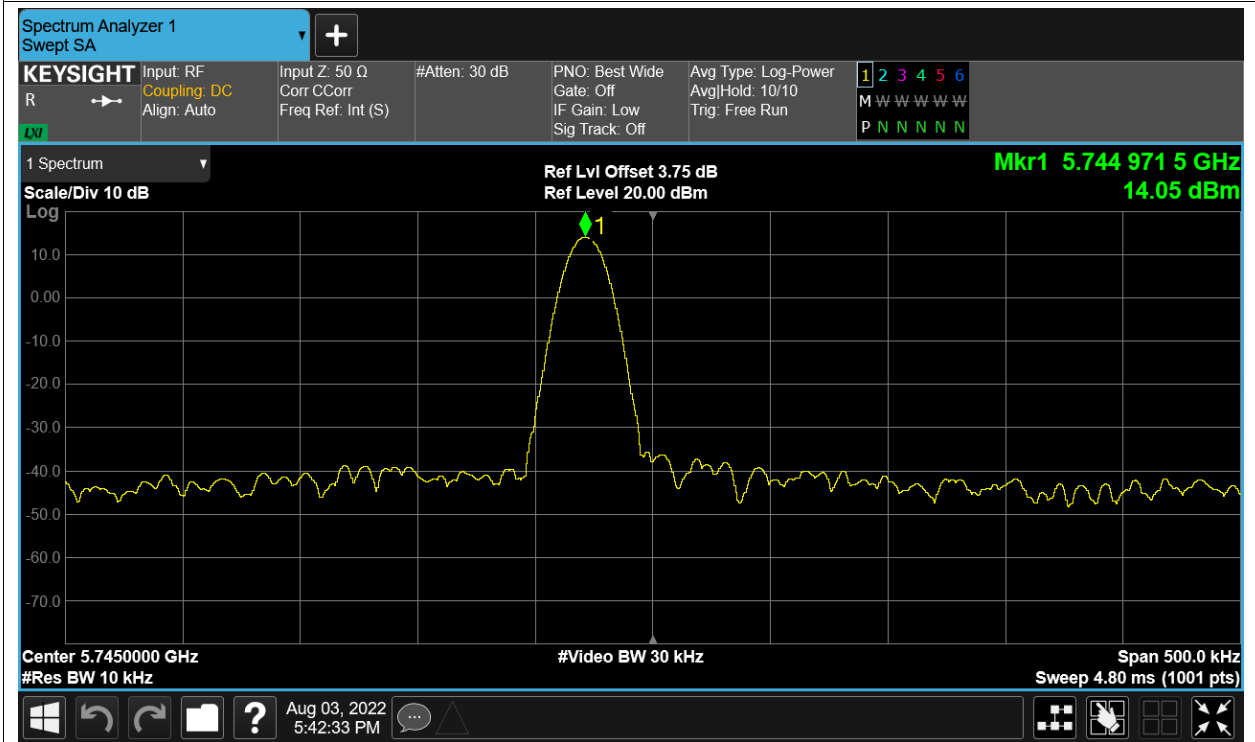 Spectrum Analyzer 1
Swept SA
▼
+
KEYSIGHT
R
LXI
Input: RF
Coupling: DC
Align: Auto
Input Z: 50 Ω
Corr CCorr
Freq Ref: Int (S)
#Atten: 30 dB
PNO: Best Wide
Gate: Off
IF Gain: Low
Sig Track: Off
Avg Type: Log-Power
Avg|Hold: 10/10
Trig: Free Run
1 2 3 4 5 6
M W W W W W
P N N N N N
1 Spectrum ▼
Scale/Div 10 dB
Log
Ref Lvl Offset 3.75 dB
Ref Level 20.00 dBm
Mkr1 5.744 971 5 GHz
14.05 dBm
1
10.0
0.00
-10.0
-20.0
-30.0
-40.0
-50.0
-60.0
-70.0
Center 5.7450000 GHz
#Video BW 30 kHz
Span 500.0 kHz
#Res BW 10 kHz
Sweep 4.80 ms (1001 pts)
?
Aug 03, 2022
5:42:33 PM